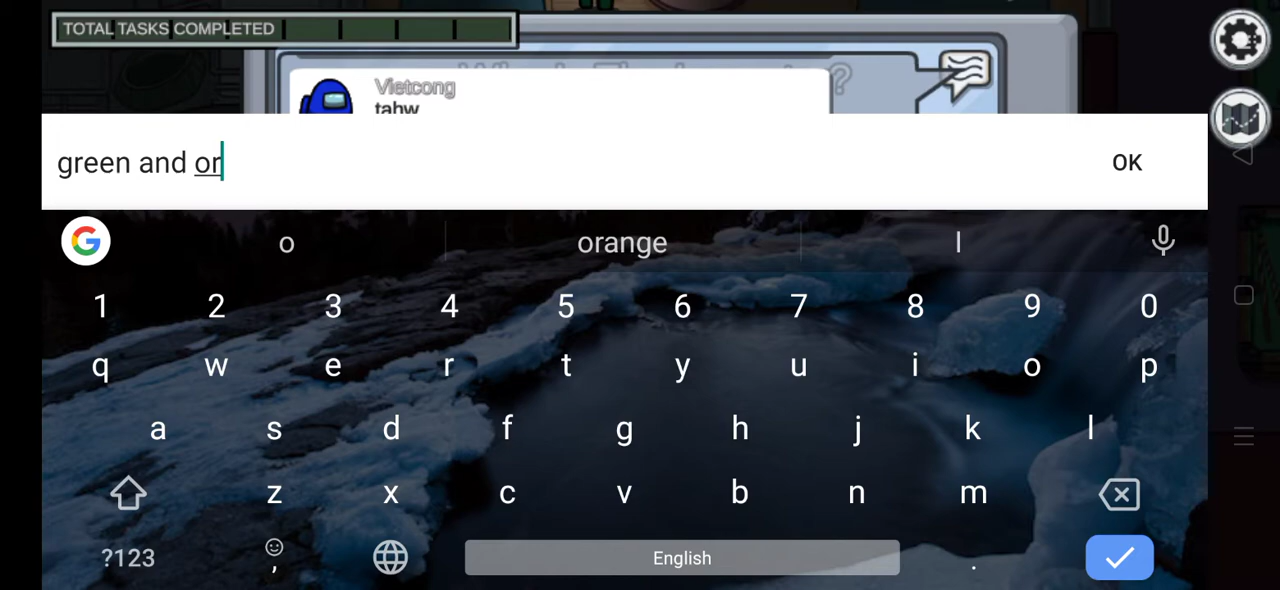 TOTAL TASKS COMPLETED
Vietcong
tahw
green and or
OK
o orange I
1 2 3 4 5 6 7 8 9 0
q w e r t y u i o p
a s d f g h j k l
z x c v b n m
?123 , English .